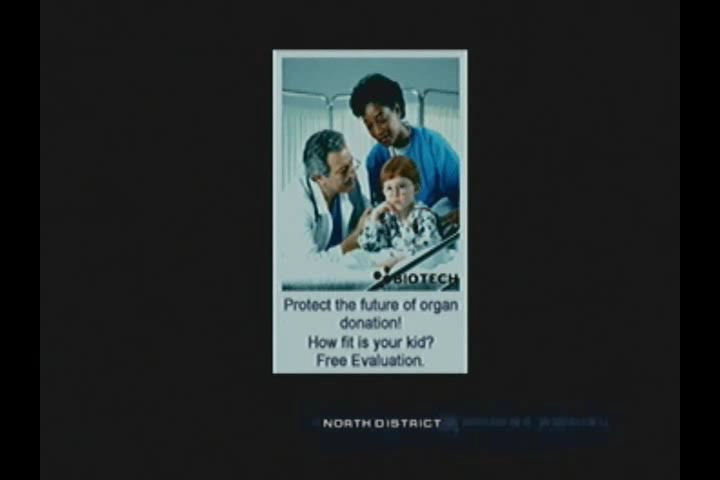 BIOTECH
Protect the future of organ
donation!
How fit is your kid?
Free Evaluation.
NORTH DISTRICT